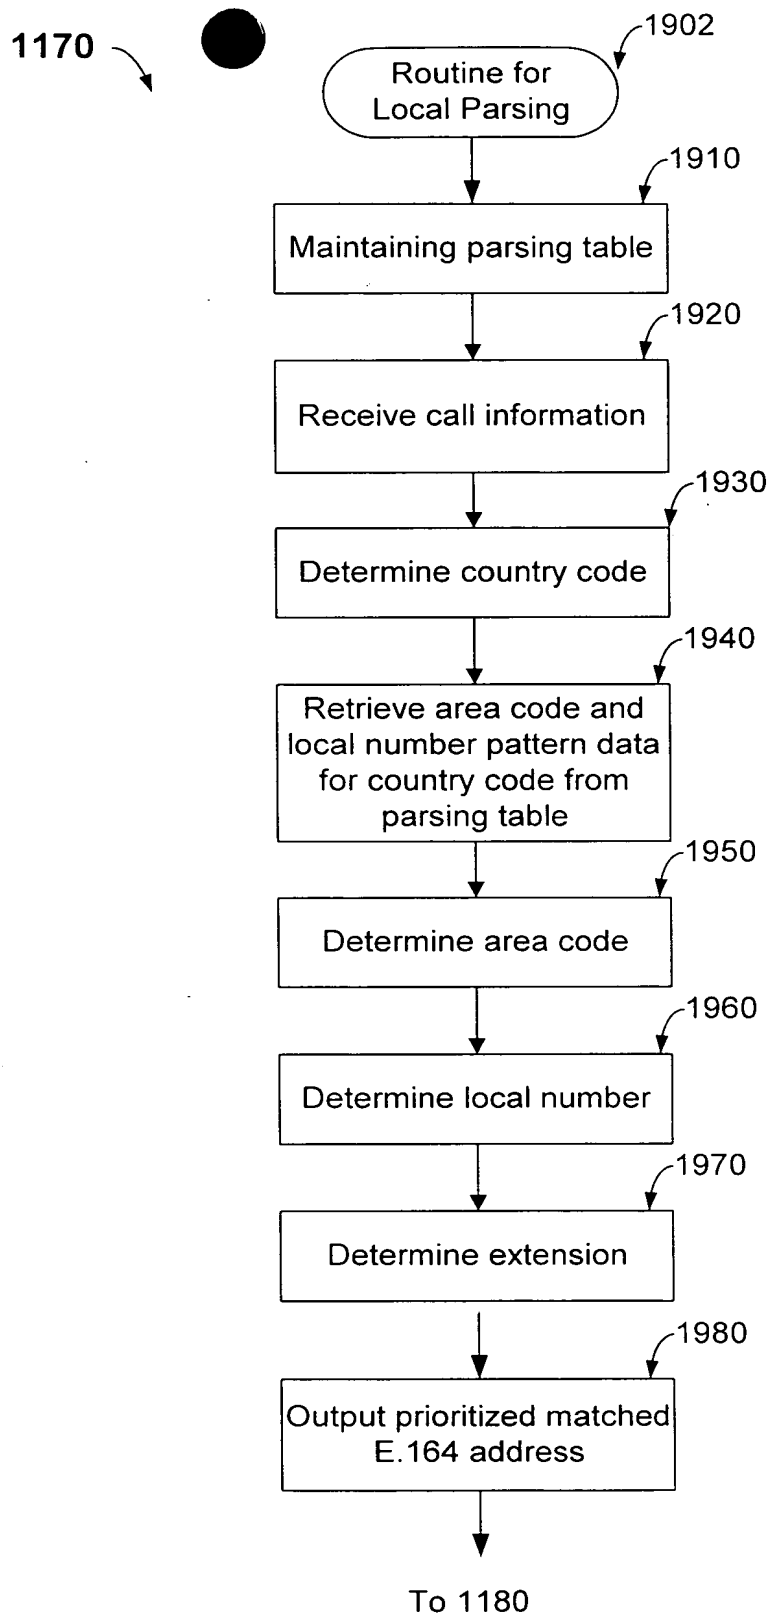 1170
1902
Routine for
Local Parsing
1910
Maintaining parsing table
1920
Receive call information
1930
Determine country code
1940
Retrieve area code and
local number pattern data
for country code from
parsing table
1950
Determine area code
1960
Determine local number
1970
Determine extension
1980
Output prioritized matched
E.164 address
To 1180